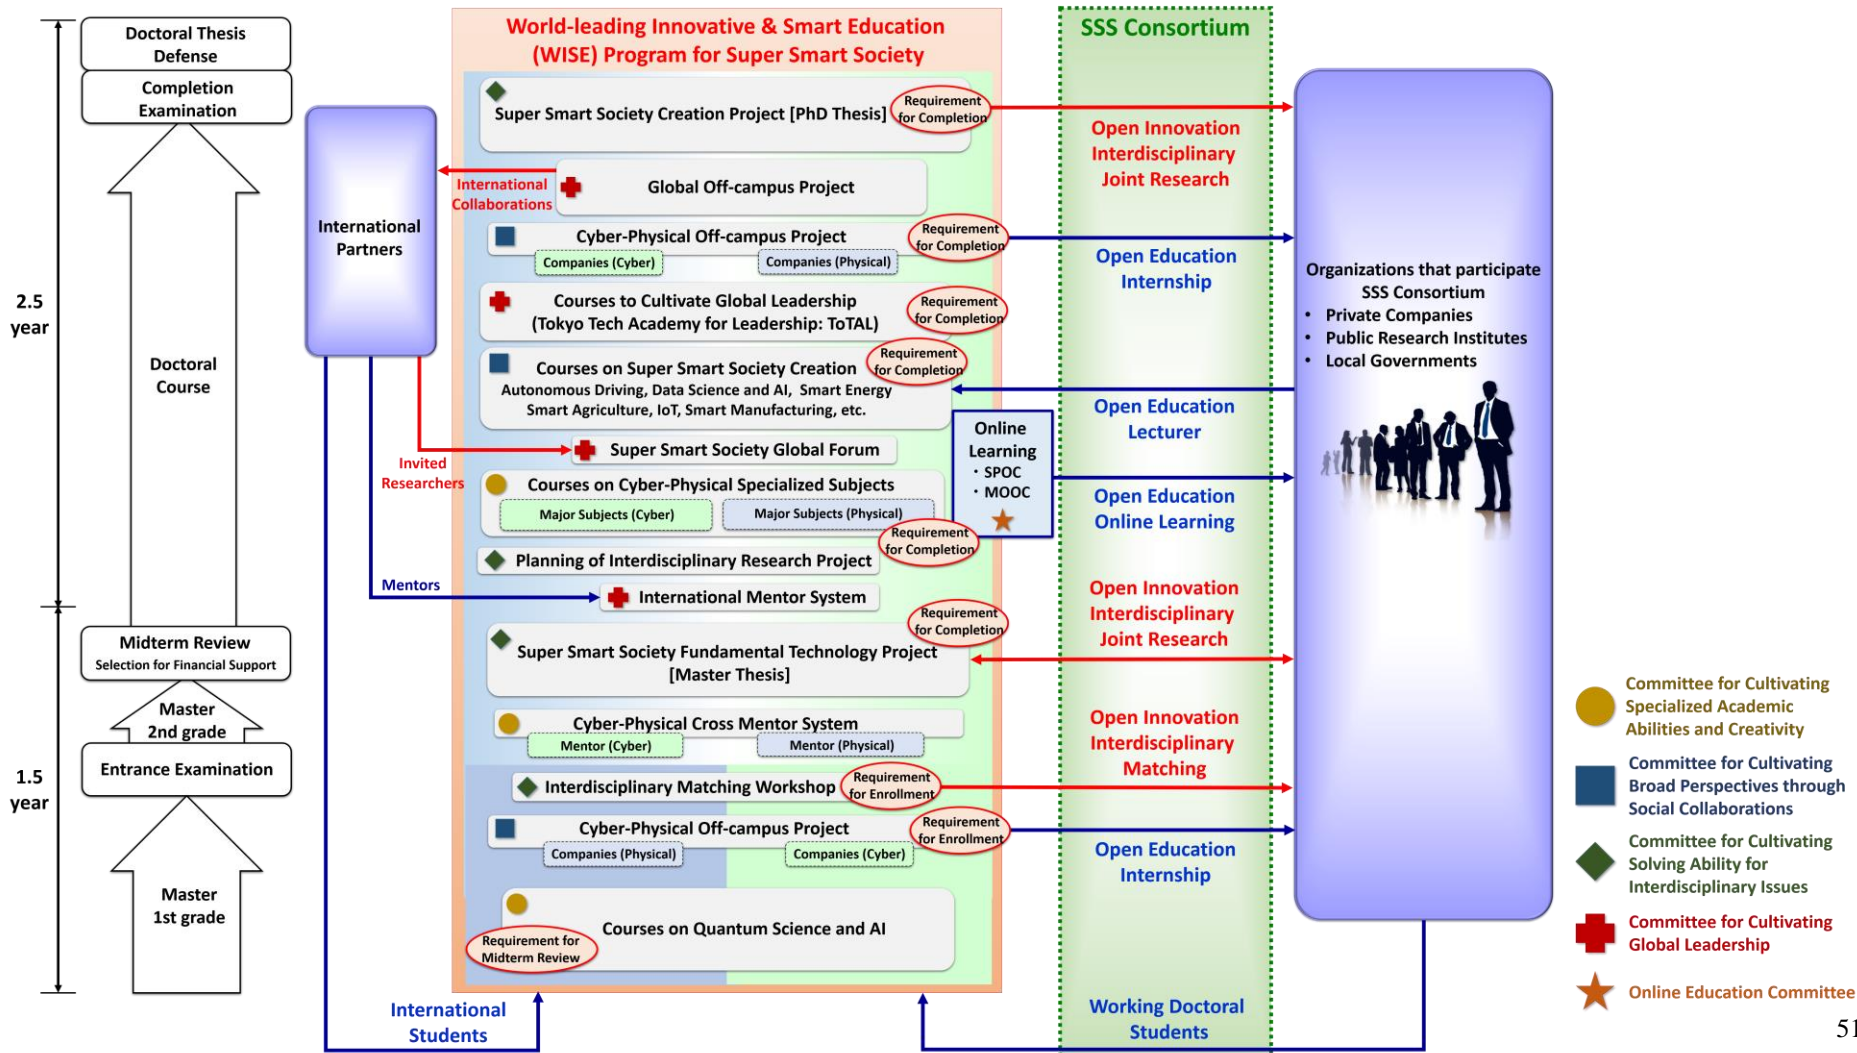 Doctoral Thesis
Defense
Completion
Examination
2.5
year
Doctoral
Course
Midterm Review
Selection for Financial Support
Master
2nd grade
Entrance Examination
1.5
year
Master
1st grade
International
Partners
International
Collaborations
Invited
Researchers
Mentors
International
Students
World-leading Innovative & Smart Education
(WISE) Program for Super Smart Society
Super Smart Society Creation Project [PhD Thesis]
Requirement
for Completion
Global Off-campus Project
Cyber-Physical Off-campus Project
Requirement
for Completion
Companies (Cyber)
Companies (Physical)
Courses to Cultivate Global Leadership
(Tokyo Tech Academy for Leadership: ToTAL)
Requirement
for Completion
Courses on Super Smart Society Creation
Requirement
for Completion
Autonomous Driving, Data Science and AI, Smart Energy
Smart Agriculture, IoT, Smart Manufacturing, etc.
Super Smart Society Global Forum
Courses on Cyber-Physical Specialized Subjects
Major Subjects (Cyber)
Major Subjects (Physical)
Requirement
for Completion
Planning of Interdisciplinary Research Project
International Mentor System
Requirement
for Completion
Super Smart Society Fundamental Technology Project
[Master Thesis]
Cyber-Physical Cross Mentor System
Mentor (Cyber)
Mentor (Physical)
Interdisciplinary Matching Workshop
Requirement
for Enrollment
Cyber-Physical Off-campus Project
Requirement
for Enrollment
Companies (Physical)
Companies (Cyber)
Courses on Quantum Science and AI
Requirement for
Midterm Review
Online
Learning
・SPOC
・MOOC
SSS Consortium
Open Innovation
Interdisciplinary
Joint Research
Open Education
Internship
Open Education
Lecturer
Open Education
Online Learning
Open Innovation
Interdisciplinary
Joint Research
Open Innovation
Interdisciplinary
Matching
Open Education
Internship
Working Doctoral
Students
Organizations that participate
SSS Consortium
• Private Companies
• Public Research Institutes
• Local Governments
Committee for Cultivating
Specialized Academic
Abilities and Creativity
Committee for Cultivating
Broad Perspectives through
Social Collaborations
Committee for Cultivating
Solving Ability for
Interdisciplinary Issues
Committee for Cultivating
Global Leadership
Online Education Committee
51